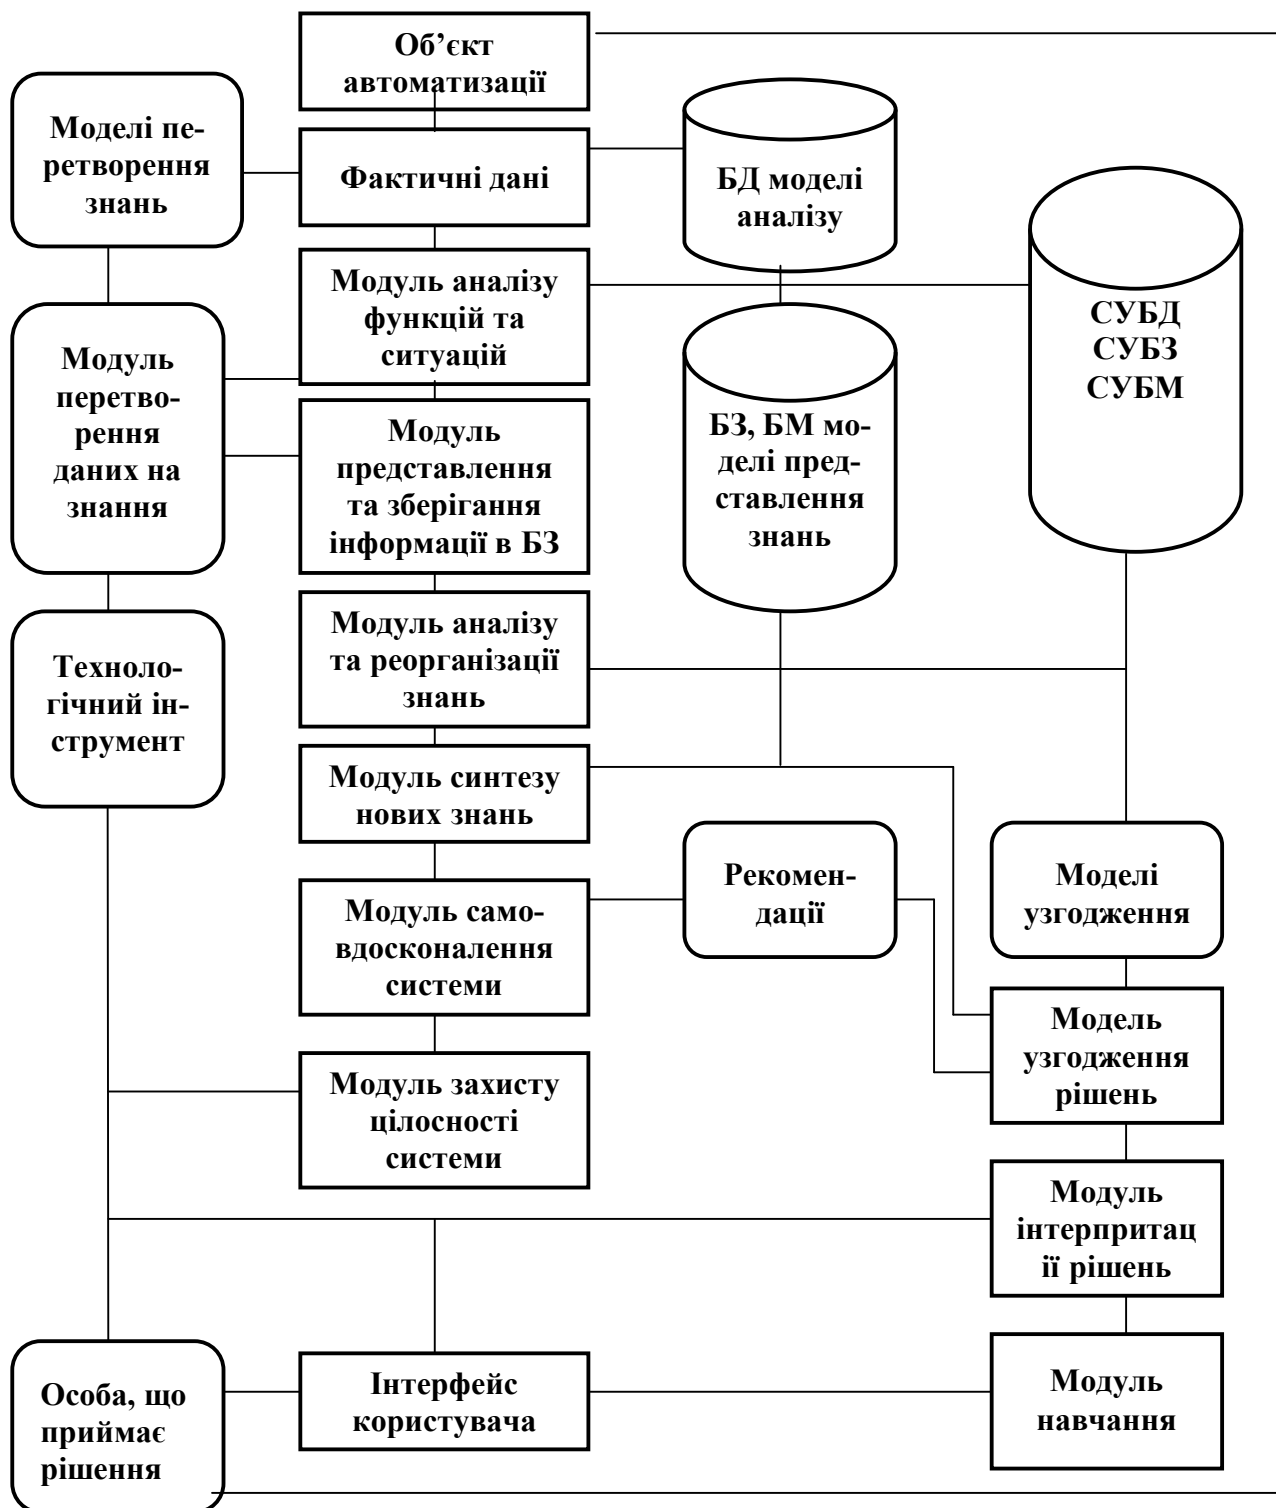 Об’єкт
автоматизації
Моделі пе-
ретворення
знань
Фактичні дані
БД моделі
аналізу
Модуль аналізу
функцій та
ситуацій
СУБД
СУБЗ
СУБМ
Модуль
перетво-
рення
даних на
знання
Модуль
представлення
та зберігання
інформації в БЗ
БЗ, БМ мо-
делі пред-
ставлення
знань
Модуль аналізу
та реорганізації
знань
Техноло-
гічний ін-
струмент
Модуль синтезу
нових знань
Рекомен-
дації
Моделі
узгодження
Модуль само-
вдосконалення
системи
Модель
узгодження
рішень
Модуль захисту
цілосності
системи
Модуль
інтерпритац
ії рішень
Особа, що
приймає
рішення
Інтерфейс
користувача
Модуль
навчання